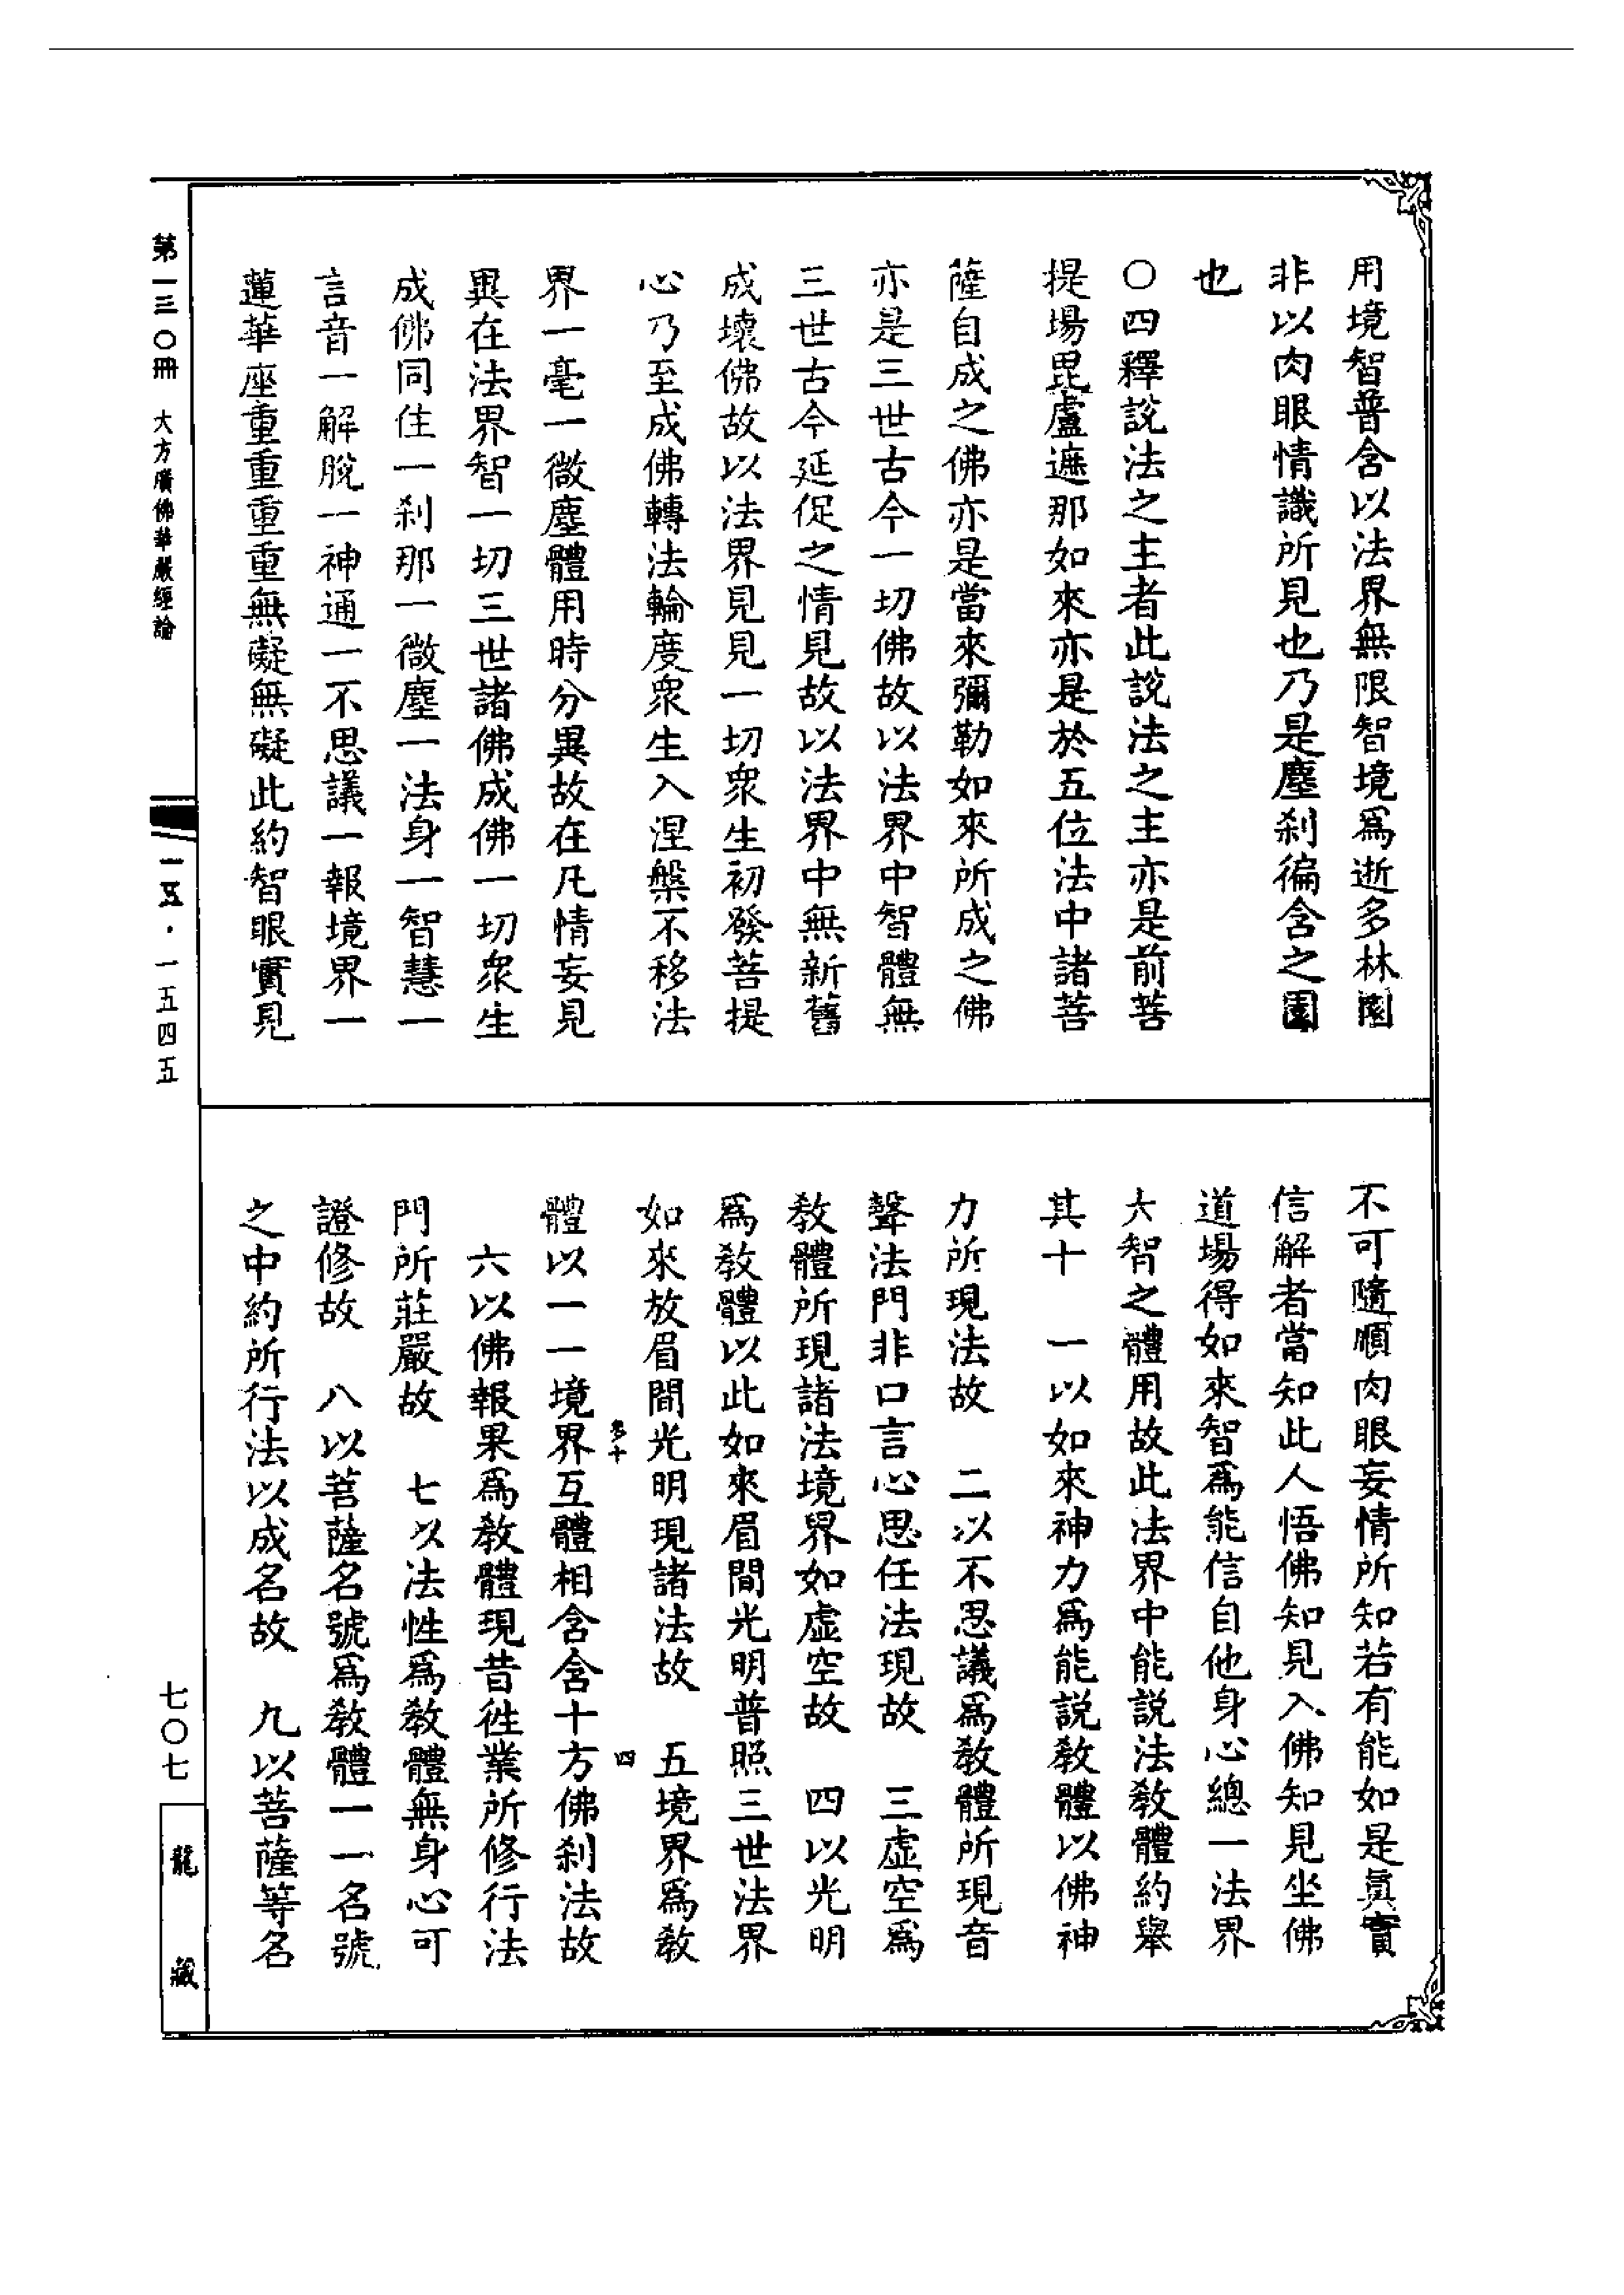 用境智普含以法界無限智境爲逝多林園
非以肉眼情識所見也乃是塵刹徧含之園
也
〇四釋說法之主者此說法之主亦是前菩
提場毘盧遮那如來亦是於五位法中諸菩
薩自成之佛亦是當來彌勒如來所成之佛
亦是三世古今一切佛故以法界中智體無
三世古今延促之情見故以法界中無新舊
成壞佛故以法界見見一切衆生初發菩提
心乃至成佛轉法輪度衆生入涅槃不移法
界一毫一微塵體用時分異故在凡情妄見
異在法界智一切三世諸佛成佛一切衆生
成佛同住一刹那一微塵一法身一智慧一
言音一解脫一神通一不思議一報境界一
蓮華座重重重重無礙無礙此約智眼實見
不可隨順肉眼妄情所知若有能如是眞實
信解者當知此人悟佛知見入佛知見坐佛
道場得如來智爲能信自他身心總一法界
大智之體用故此法界中能説法教體約舉
其十　一以如來神力爲能説教體以佛神
力所現法故　二以不思議爲教體所現音
聲法門非口言心思任法現故　三虛空爲
教體所現諸法境界如虛空故　四以光明
爲教體以此如來眉間光明普照三世法界
如來放眉間光明現諸法故　五境界爲教
體以一一境界互體相含含十方佛刹法故
六以佛報果爲教體現昔徃業所修行法
門所莊嚴故　七以法性爲教體無身心可
證修故　八以菩薩名號爲教體一一名號
之中約所行法以成名故　九以菩薩等名
四
第一三〇冊　大方廣佛華嚴經論
一五·一五四五
七〇七
龍藏